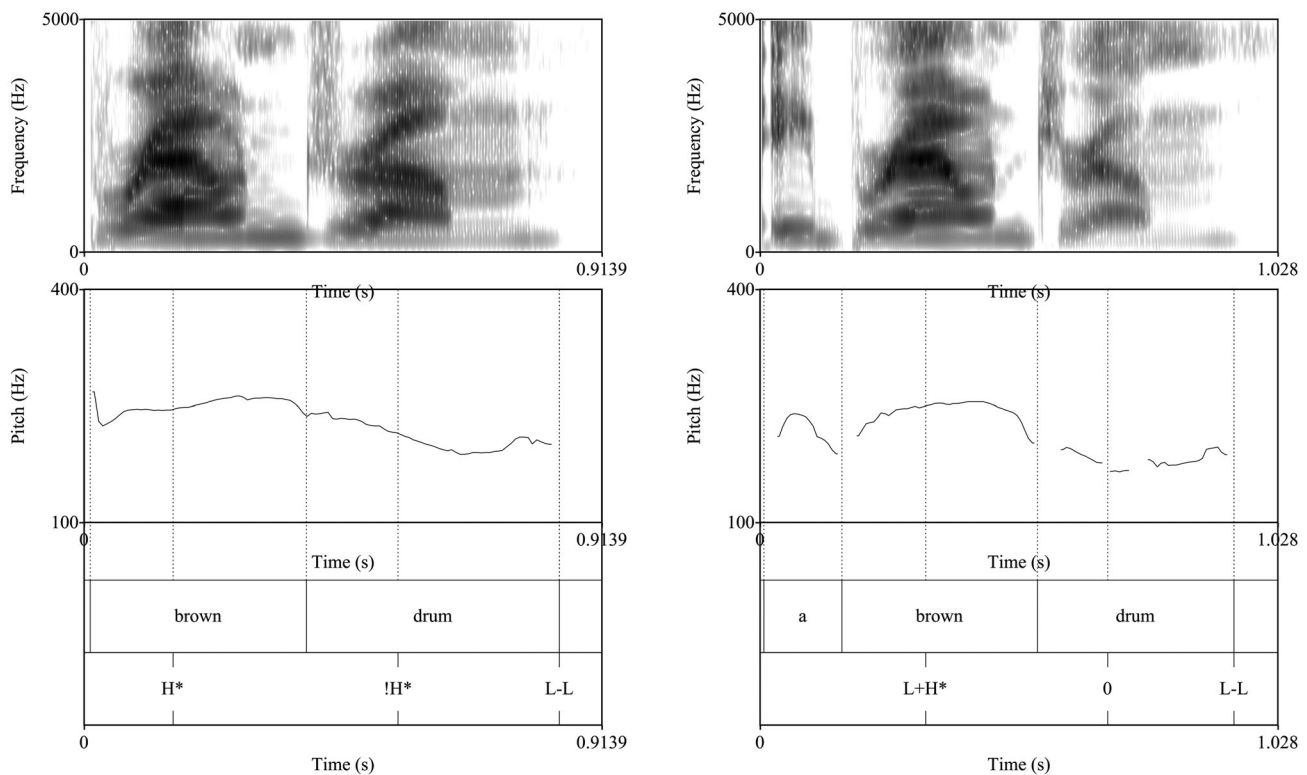 5000
Frequency (Hz)
0
0
0.9139
Time (s)
400
Pitch (Hz)
100
0
0.9139
Time (s)
brown drum
H* !H* L-L
0
0.9139
Time (s)
5000
Frequency (Hz)
0
0
1.028
Time (s)
400
Pitch (Hz)
100
0
1.028
Time (s)
a brown drum
L+H* 0 L-L
0
1.028
Time (s)